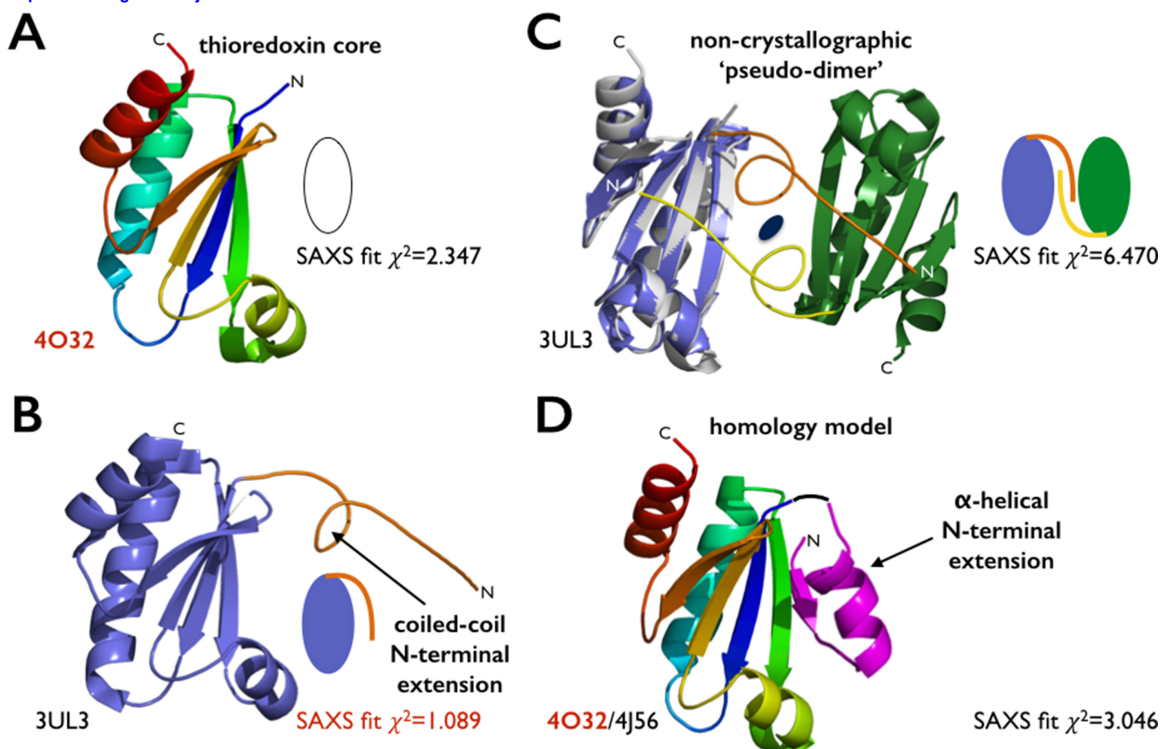 A
thioredoxin core
C
N
SAXS fit χ²=2.347
4O32
B
C
N
coiled-coil
N-terminal
extension
3UL3
SAXS fit χ²=1.089
C
non-crystallographic
'pseudo-dimer'
C
N
N
C
SAXS fit χ²=6.470
3UL3
D
homology model
C
N
α-helical
N-terminal
extension
4O32/4J56
SAXS fit χ²=3.046